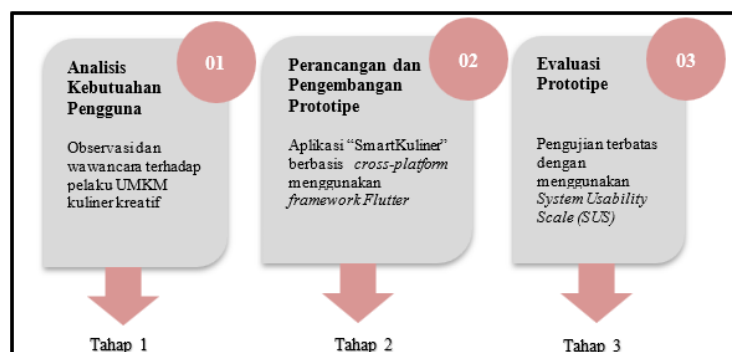 01
Analisis
Kebutuahan
Pengguna
Observasi dan
wawancara terhadap
pelaku UMKM
kuliner kreatif
Tahap 1
02
Perancangan dan
Pengembangan
Prototipe
Aplikasi “SmartKuliner”
berbasis cross-platform
menggunakan
framework Flutter
Tahap 2
03
Evaluasi
Prototipe
Pengujian terbatas
dengan
menggunakan
System Usability
Scale (SUS)
Tahap 3